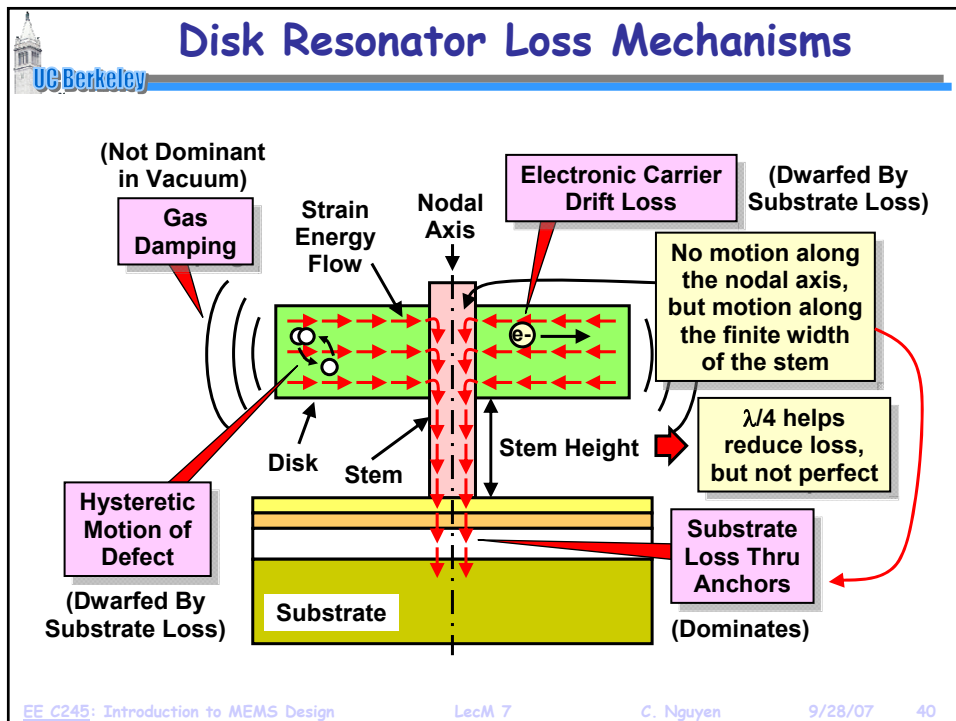 Disk Resonator Loss Mechanisms
UC Berkeley
(Not Dominant
in Vacuum)
Gas
Damping
Strain
Energy
Flow
Nodal
Axis
Electronic Carrier
Drift Loss
(Dwarfed By
Substrate Loss)
No motion along
the nodal axis,
but motion along
the finite width
of the stem
e-
λ/4 helps
reduce loss,
but not perfect
Disk
Stem
Stem Height
Hysteretic
Motion of
Defect
(Dwarfed By
Substrate Loss)
Substrate
Loss Thru
Anchors
(Dominates)
Substrate
EE C245: Introduction to MEMS Design LecM 7 C. Nguyen 9/28/07 40